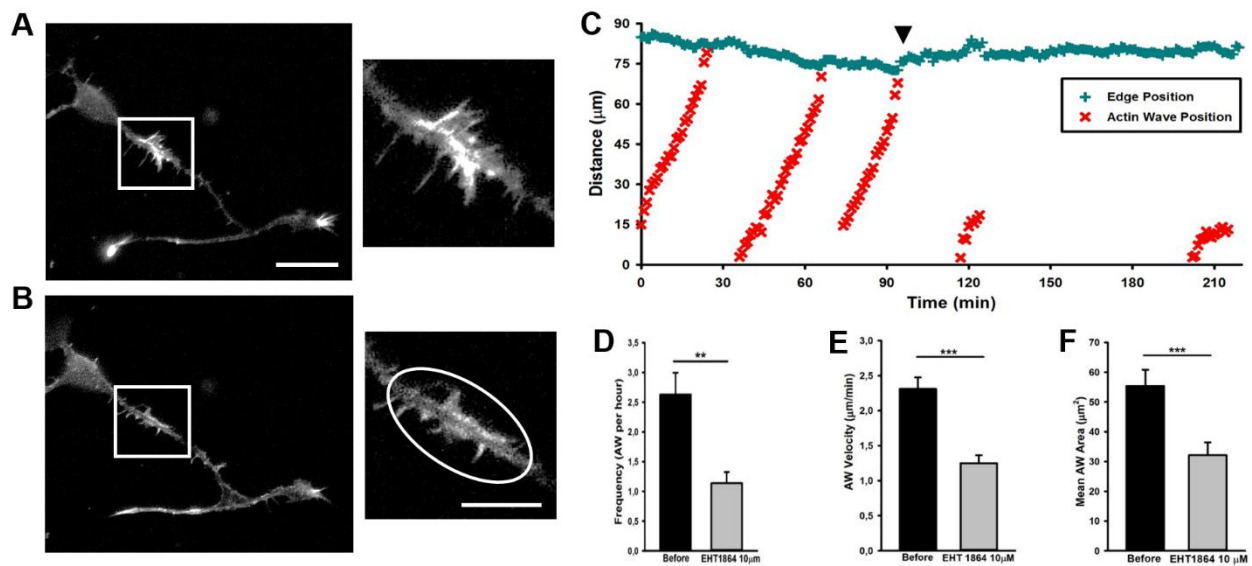 A
B
C
Distance (μm)
90
75
60
45
30
15
0
0 30 60 90 120 150 180 210
Time (min)
Edge Position
Actin Wave Position
D
Frequency (AW per hour)
3,5
3,0
2,5
2,0
1,5
1,0
0,5
0,0
**
Before EHT1864 10μm
E
AW Velocity (μm/min)
3,0
2,5
2,0
1,5
1,0
0,5
0,0
***
Before EHT 1864 10μM
F
Mean AW Area (μm²)
70
60
50
40
30
20
10
0
***
Before EHT1864 10 μM